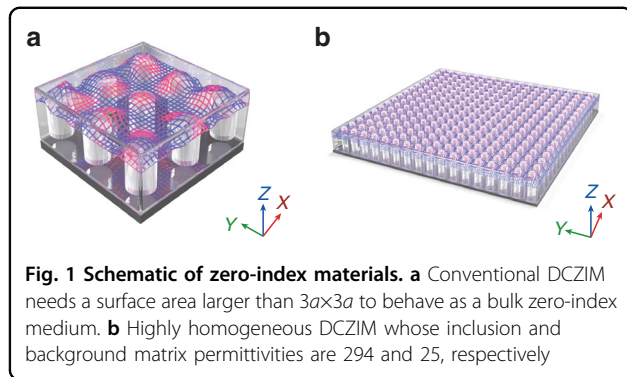 a
b
Z
X
Y
Z
X
Y
Fig. 1 Schematic of zero-index materials. a Conventional DCZIM
needs a surface area larger than 3a×3a to behave as a bulk zero-index
medium. b Highly homogeneous DCZIM whose inclusion and
background matrix permittivities are 294 and 25, respectively